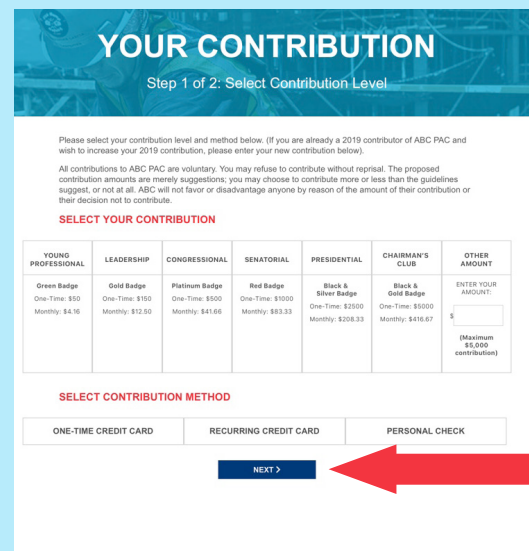 YOUR CONTRIBUTION
Step 1 of 2: Select Contribution Level
Please select your contribution level and method below. (If you are already a 2019 contributor of ABC PAC and
wish to increase your 2019 contribution, please enter your new contribution below).
All contributions to ABC PAC are voluntary. You may refuse to contribute without reprisal. The proposed
contribution amounts are merely suggestions; you may choose to contribute more or less than the guidelines
suggest, or not at all. ABC will not favor or disadvantage anyone by reason of the amount of their contribution or
their decision not to contribute.
SELECT YOUR CONTRIBUTION
YOUNG
PROFESSIONAL
Green Badge
One-Time: $50
Monthly: $4.16
LEADERSHIP
Gold Badge
One-Time: $150
Monthly: $12.50
CONGRESSIONAL
Platinum Badge
One-Time: $500
Monthly: $41.66
SENATORIAL
Red Badge
One-Time: $1000
Monthly: $83.33
PRESIDENTIAL
Black &
Silver Badge
One-Time: $2500
Monthly: $208.33
CHAIRMAN'S
CLUB
Black &
Gold Badge
One-Time: $5000
Monthly: $416.67
OTHER
AMOUNT
ENTER YOUR
AMOUNT:
$
(Maximum
$5,000
contribution)
SELECT CONTRIBUTION METHOD
ONE-TIME CREDIT CARD
RECURRING CREDIT CARD
PERSONAL CHECK
NEXT >